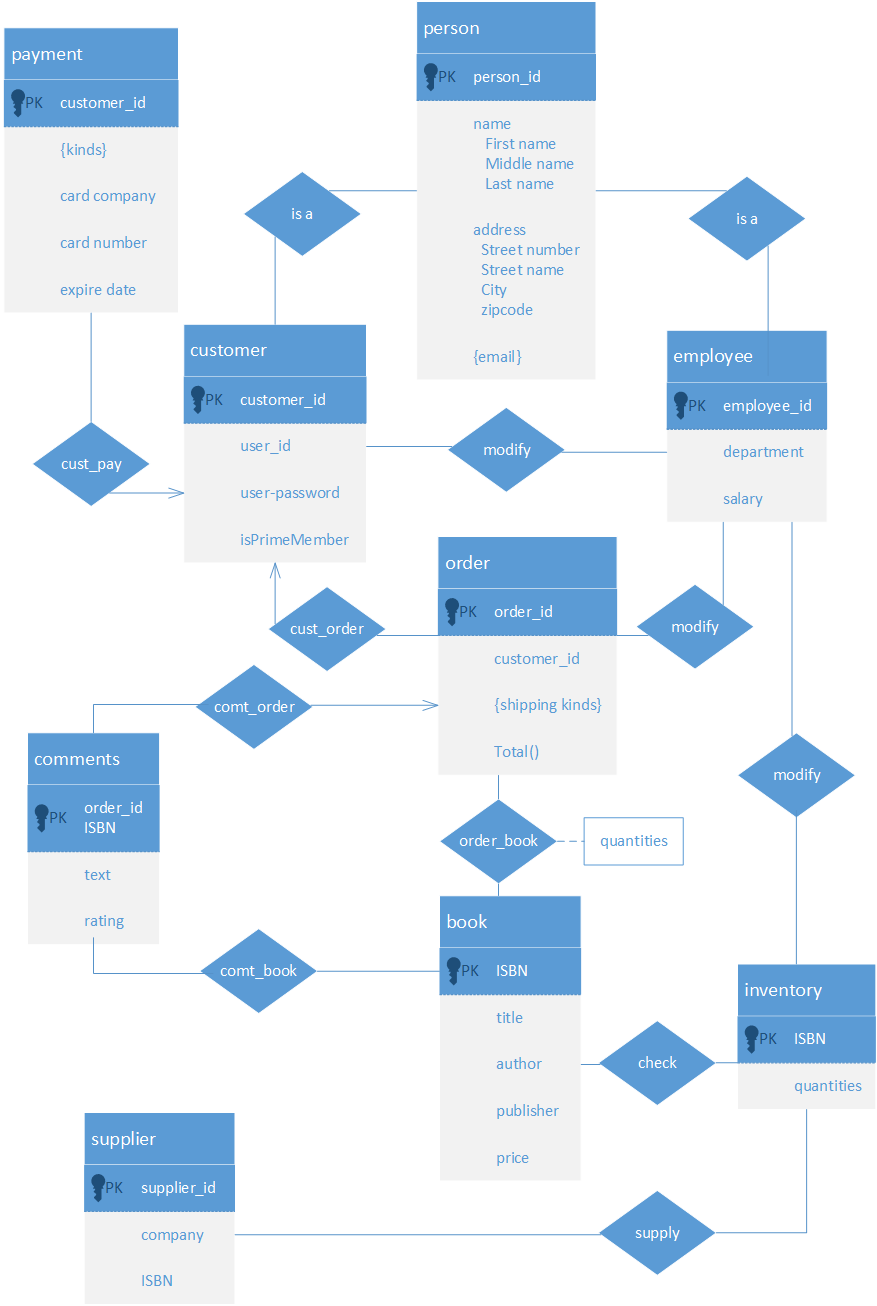 payment
PK customer_id
{kinds}
card company
card number
expire date
person
PK person_id
name
First name
Middle name
Last name
address
Street number
Street name
City
zipcode
{email}
is a
is a
customer
PK customer_id
user_id
user-password
isPrimeMember
employee
PK employee_id
department
salary
cust_pay
modify
order
PK order_id
customer_id
{shipping kinds}
Total()
cust_order
modify
comt_order
comments
PK order_id
ISBN
text
rating
modify
order_book
quantities
book
PK ISBN
title
author
publisher
price
comt_book
inventory
PK ISBN
quantities
check
supplier
PK supplier_id
company
ISBN
supply